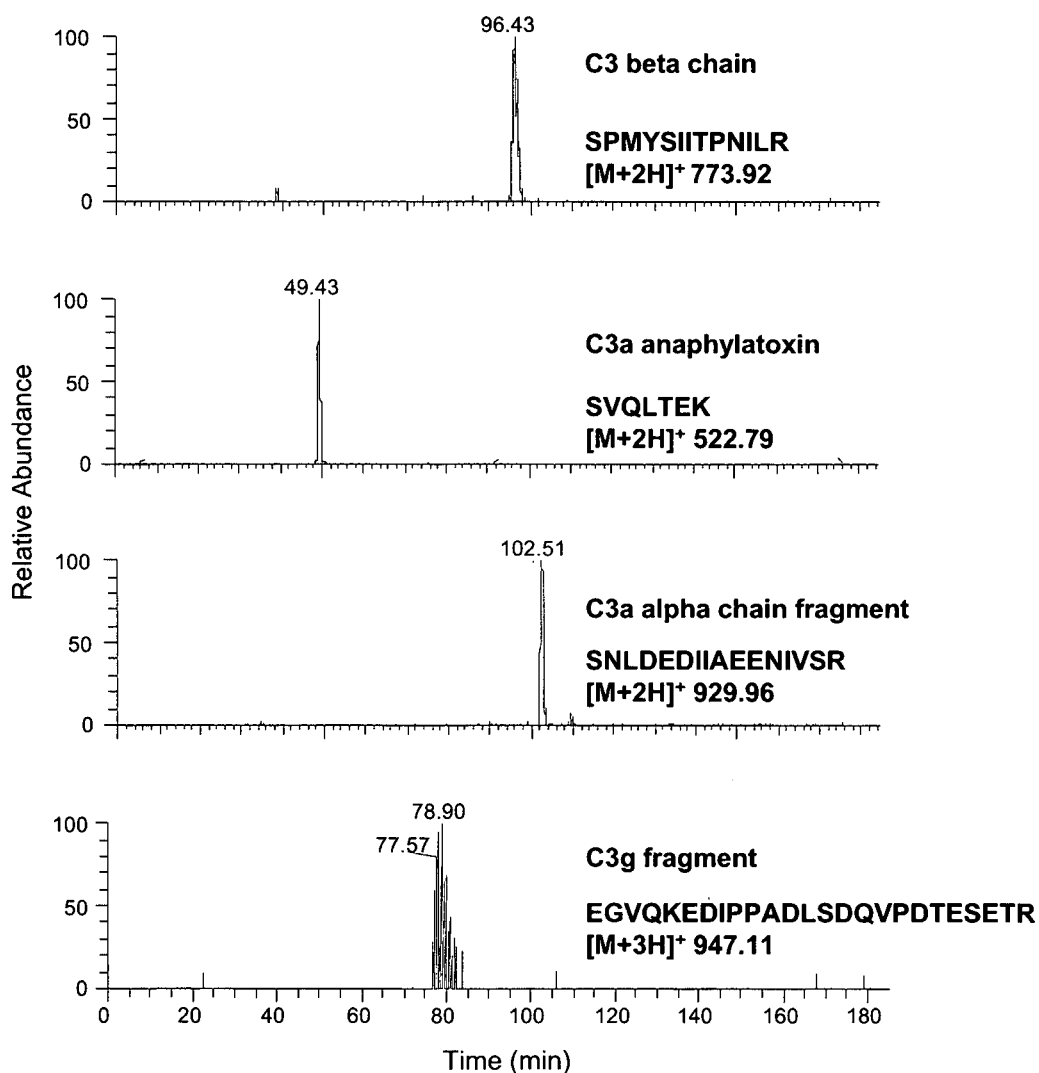 96.43
100
50
0
C3 beta chain
SPMYSIITPNILR
[M+2H]⁺ 773.92
49.43
100
50
0
C3a anaphylatoxin
SVQLTEK
[M+2H]⁺ 522.79
102.51
100
50
0
C3a alpha chain fragment
SNLDEDIIAEENIVSR
[M+2H]⁺ 929.96
78.90
77.57
100
50
0
C3g fragment
EGVQKEDIPPADLSDQVPDTESETR
[M+3H]⁺ 947.11
0 20 40 60 80 100 120 140 160 180
Time (min)
Relative Abundance